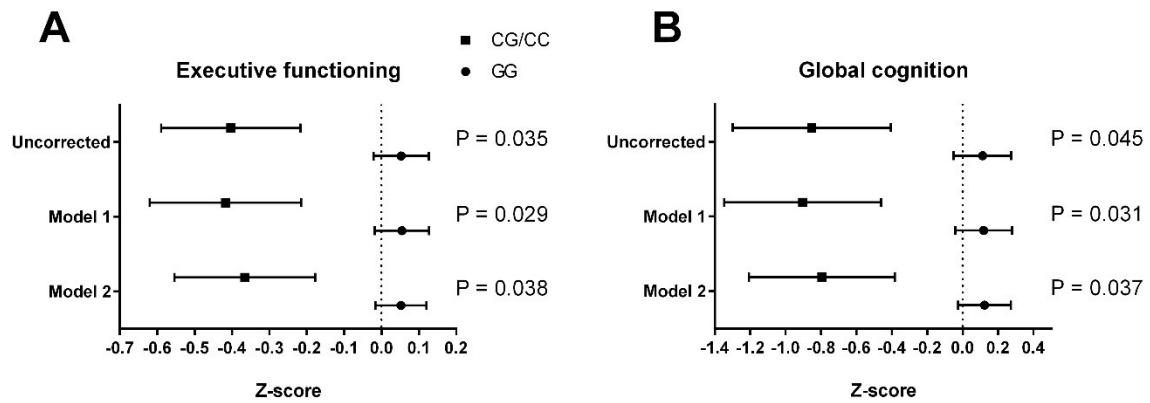 A
CG/CC
GG
Executive functioning
Uncorrected
P = 0.035
Model 1
P = 0.029
Model 2
P = 0.038
-0.7 -0.6 -0.5 -0.4 -0.3 -0.2 -0.1 0.0 0.1 0.2
Z-score
B
Global cognition
Uncorrected
P = 0.045
Model 1
P = 0.031
Model 2
P = 0.037
-1.4 -1.2 -1.0 -0.8 -0.6 -0.4 -0.2 0.0 0.2 0.4
Z-score